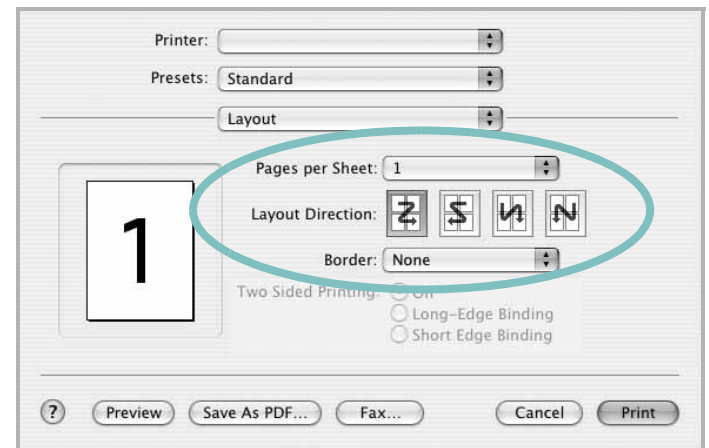 Printer:
Presets: Standard
Layout
Pages per Sheet: 1
Layout Direction:
Border: None
Two Sided Printing: Off
Long-Edge Binding
Short Edge Binding
1
? Preview Save As PDF... Fax... Cancel Print